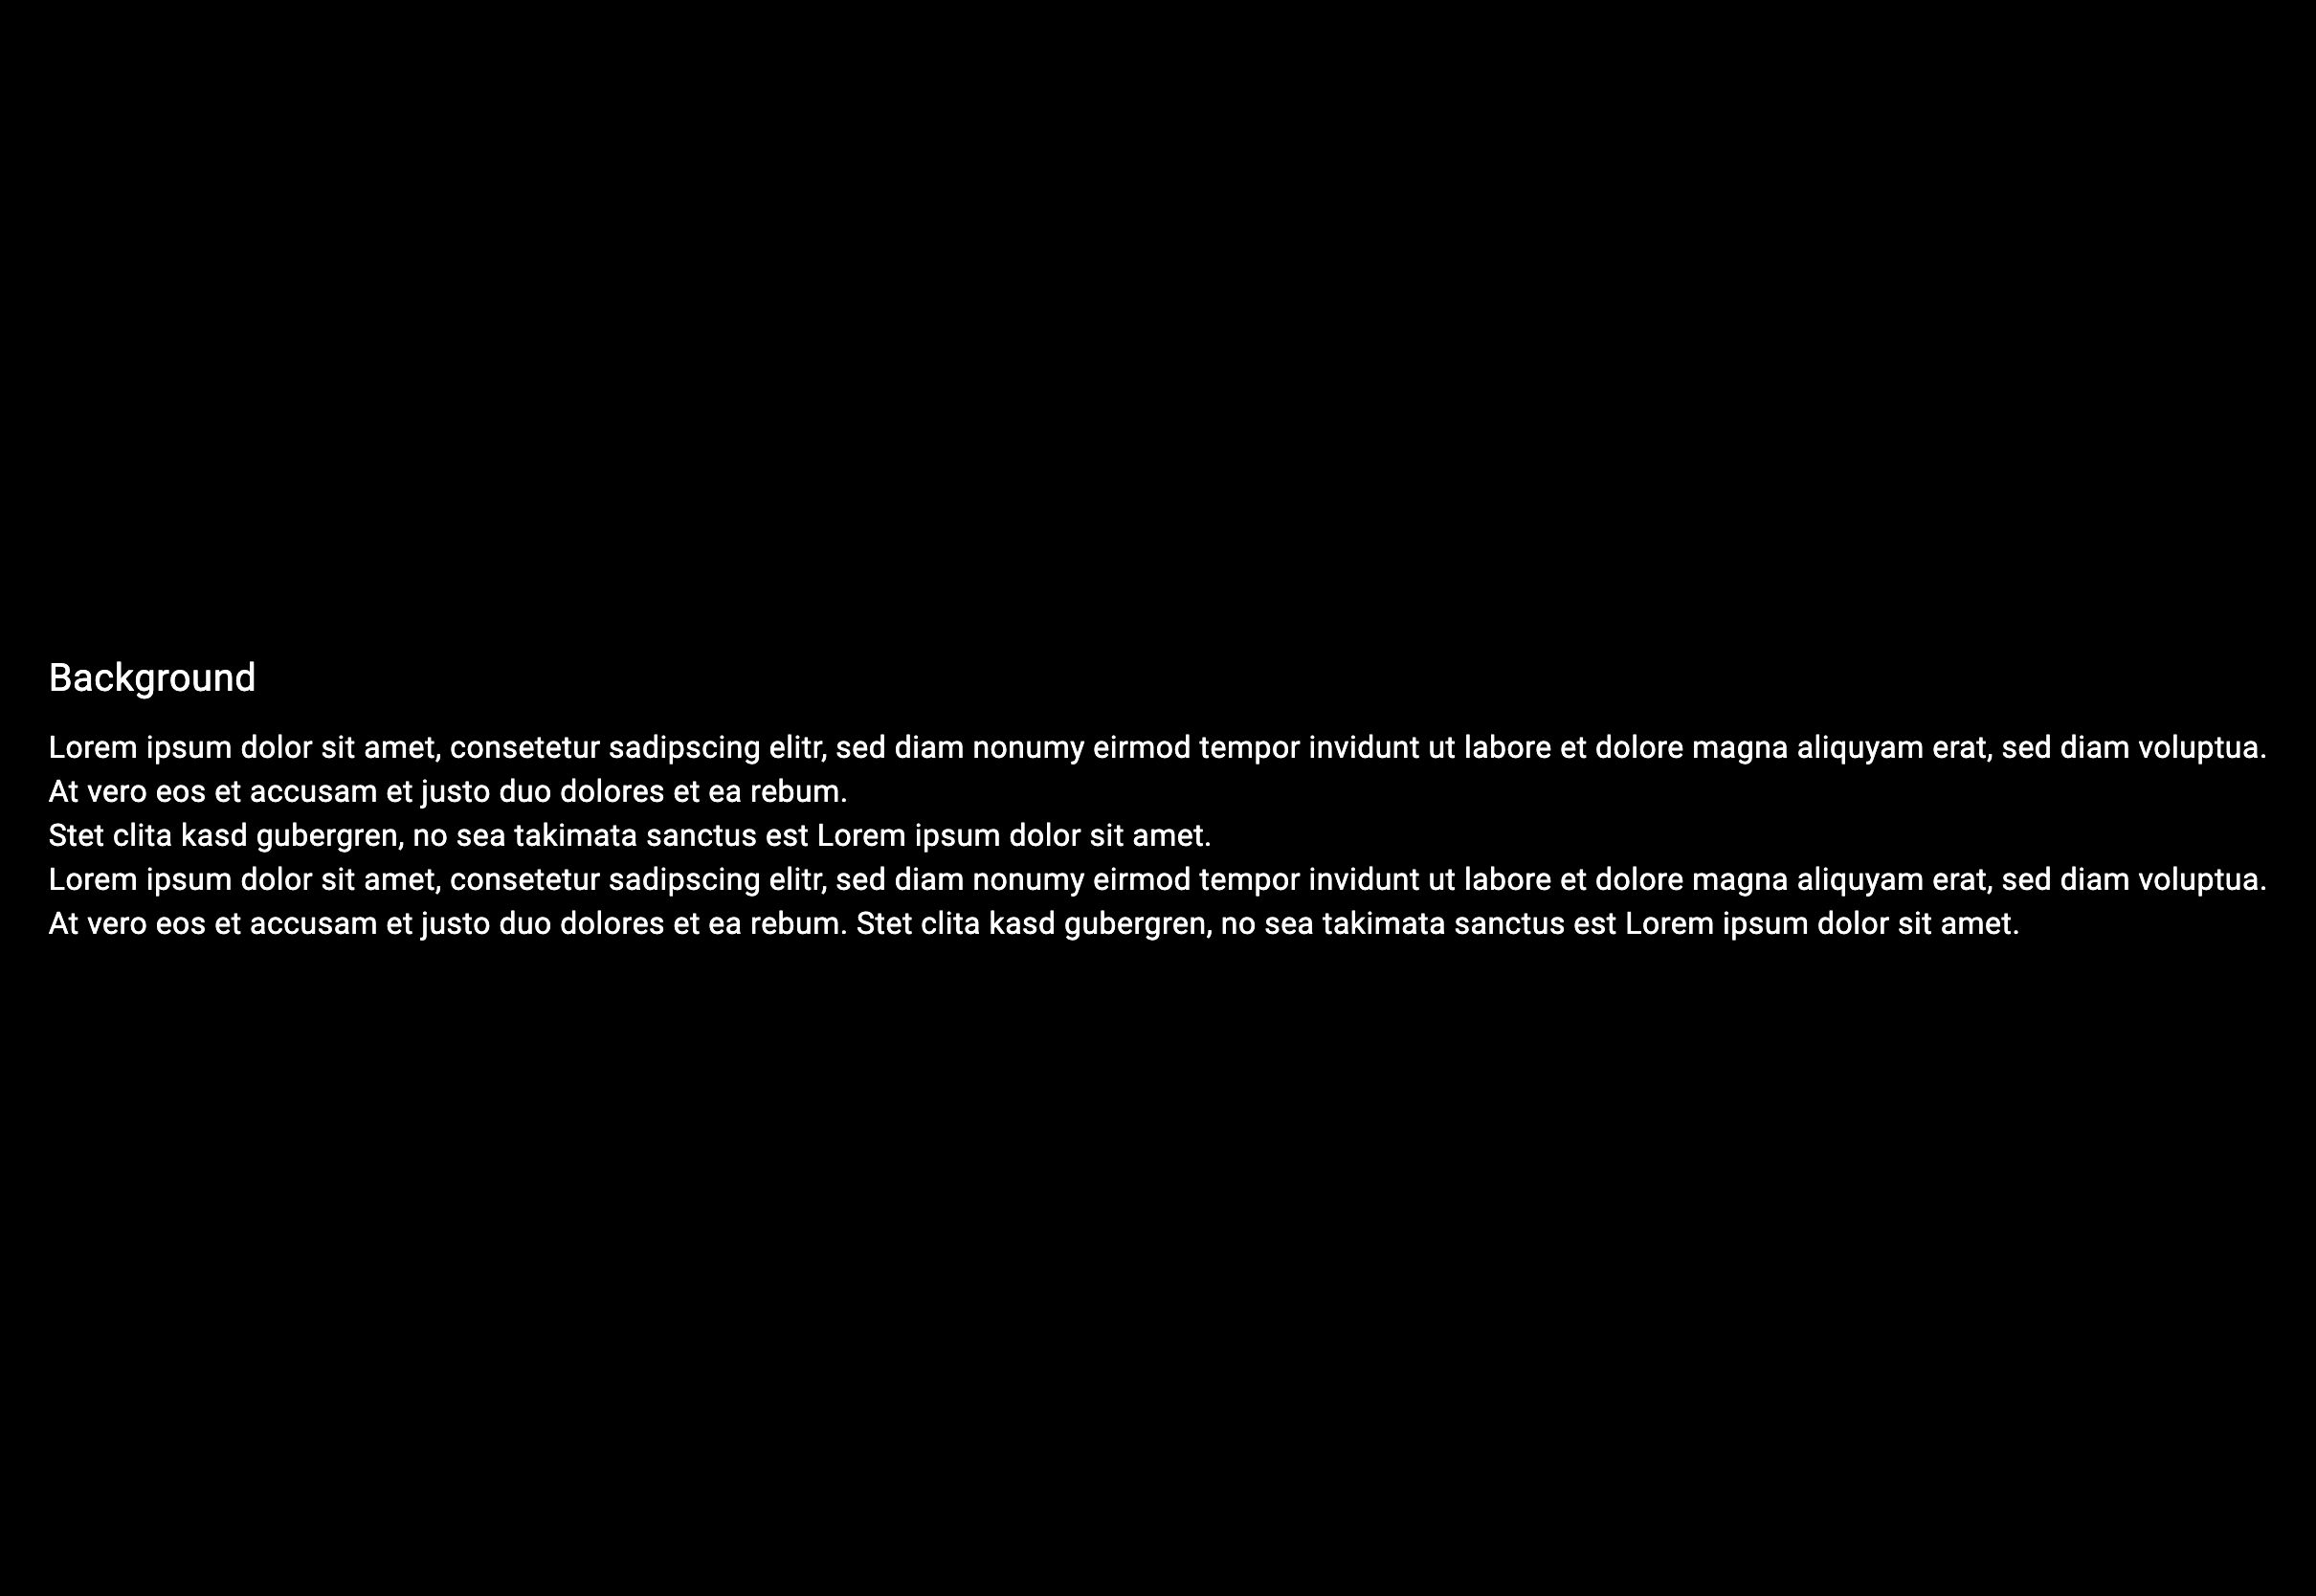 Background
Lorem ipsum dolor sit amet, consetetur sadipscing elitr, sed diam nonumy eirmod tempor invidunt ut labore et dolore magna aliquyam erat, sed diam voluptua.
At vero eos et accusam et justo duo dolores et ea rebum.
Stet clita kasd gubergren, no sea takimata sanctus est Lorem ipsum dolor sit amet.
Lorem ipsum dolor sit amet, consetetur sadipscing elitr, sed diam nonumy eirmod tempor invidunt ut labore et dolore magna aliquyam erat, sed diam voluptua.
At vero eos et accusam et justo duo dolores et ea rebum. Stet clita kasd gubergren, no sea takimata sanctus est Lorem ipsum dolor sit amet.